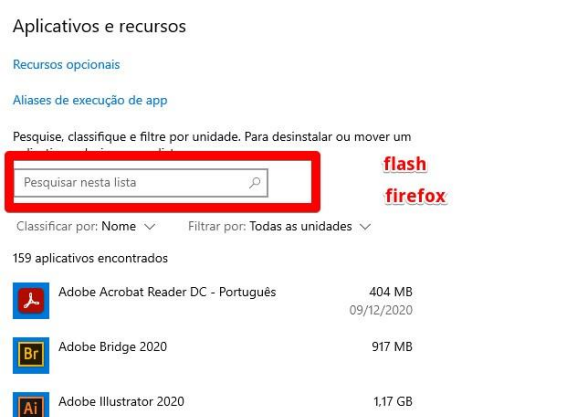 Aplicativos e recursos
Recursos opcionais
Aliases de execução de app
Pesquise, classifique e filtre por unidade. Para desinstalar ou mover um
flash
Pesquisar nesta lista
firefox
Classificar por: Nome Filtrar por: Todas as unidades
159 aplicativos encontrados
Adobe Acrobat Reader DC - Português 404 MB
09/12/2020
Br Adobe Bridge 2020 917 MB
Ai Adobe Illustrator 2020 1,17 GB